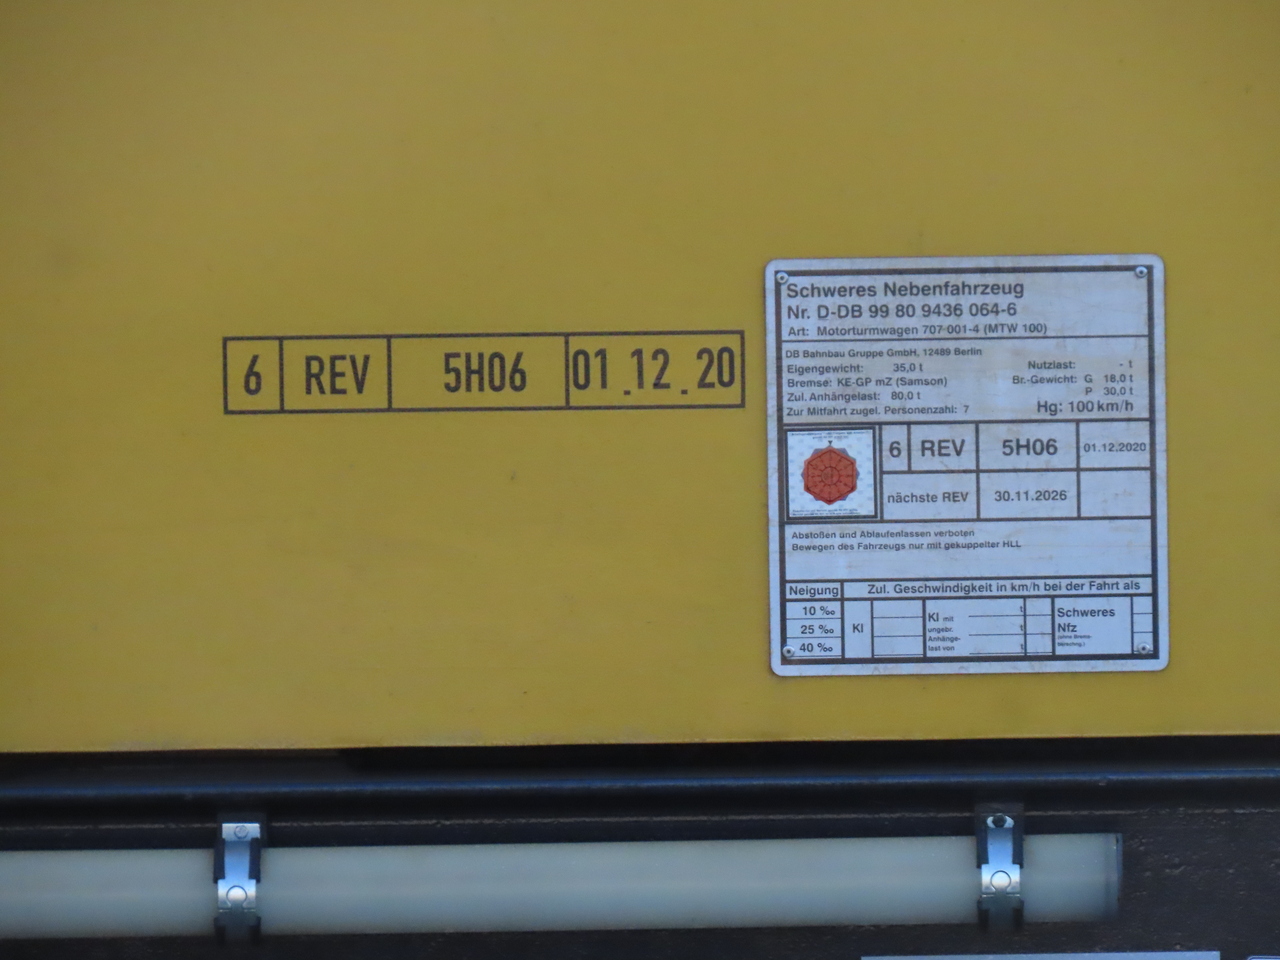 6 REV 5H06 01.12.20
Schweres Nebenfahrzeug
Nr. D-DB 99 80 9436 064-6
Art: Motorturmwagen 707 001-4 (MTW 100)
DB Bahnbau Gruppe GmbH, 12489 Berlin
Eigengewicht: 35,0 t Nutzlast: - t
Bremse: KE-GP mZ (Samson) Br.-Gewicht: G 18,0 t
P 30,0 t
Zul. Anhängelast: 80,0 t
Zur Mitfahrt zugel. Personenzahl: 7 Hg: 100 km/h
6 REV 5H06 01.12.2020
nächste REV 30.11.2026
Abstoßen und Ablaufenlassen verboten
Bewegen des Fahrzeugs nur mit gekuppelter HLL
Neigung Zul. Geschwindigkeit in km/h bei der Fahrt als
10 ‰
25 ‰
40 ‰
Kl
Kl mit t
ungebr. t
Anhänge-
last von t
Schweres
Nfz